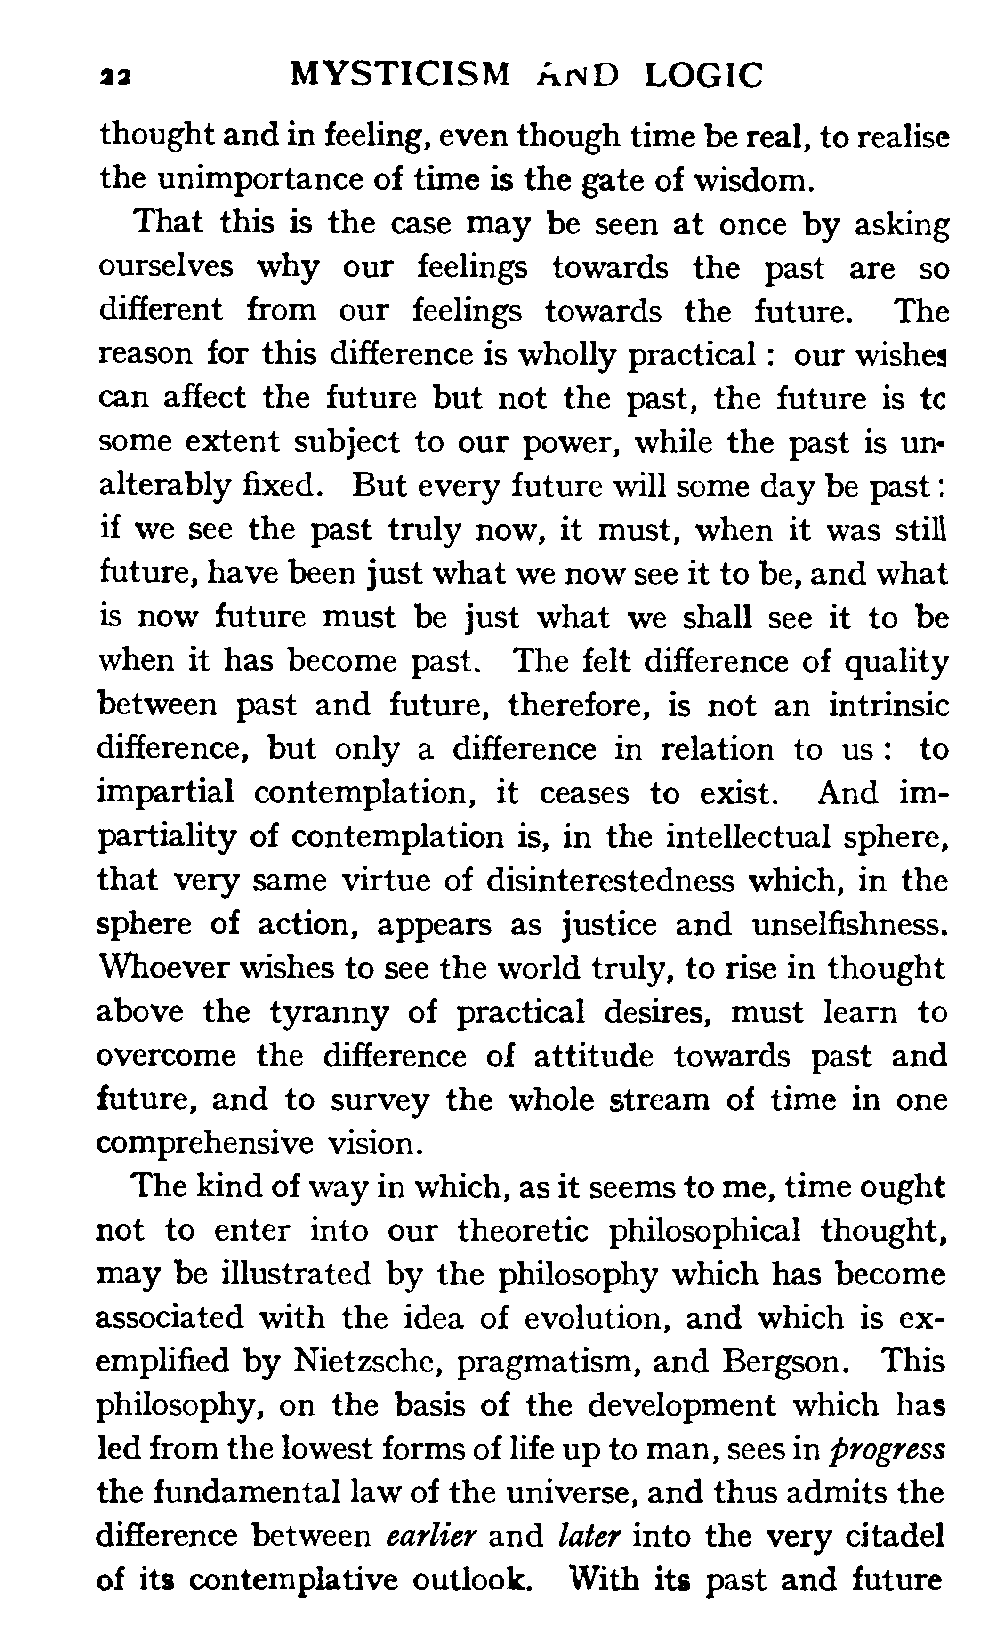 22 MYSTICISM AND LOGIC
thought and in feeling, even though time be real, to realise
the unimportance of time is the gate of wisdom.
That this is the case may be seen at once by asking
ourselves why our feelings towards the past are so
different from our feelings towards the future. The
reason for this difference is wholly practical : our wishes
can affect the future but not the past, the future is to
some extent subject to our power, while the past is un-
alterably fixed. But every future will some day be past :
if we see the past truly now, it must, when it was still
future, have been just what we now see it to be, and what
is now future must be just what we shall see it to be
when it has become past. The felt difference of quality
between past and future, therefore, is not an intrinsic
difference, but only a difference in relation to us : to
impartial contemplation, it ceases to exist. And im-
partiality of contemplation is, in the intellectual sphere,
that very same virtue of disinterestedness which, in the
sphere of action, appears as justice and unselfishness.
Whoever wishes to see the world truly, to rise in thought
above the tyranny of practical desires, must learn to
overcome the difference of attitude towards past and
future, and to survey the whole stream of time in one
comprehensive vision.
The kind of way in which, as it seems to me, time ought
not to enter into our theoretic philosophical thought,
may be illustrated by the philosophy which has become
associated with the idea of evolution, and which is ex-
emplified by Nietzsche, pragmatism, and Bergson. This
philosophy, on the basis of the development which has
led from the lowest forms of life up to man, sees in progress
the fundamental law of the universe, and thus admits the
difference between earlier and later into the very citadel
of its contemplative outlook. With its past and future